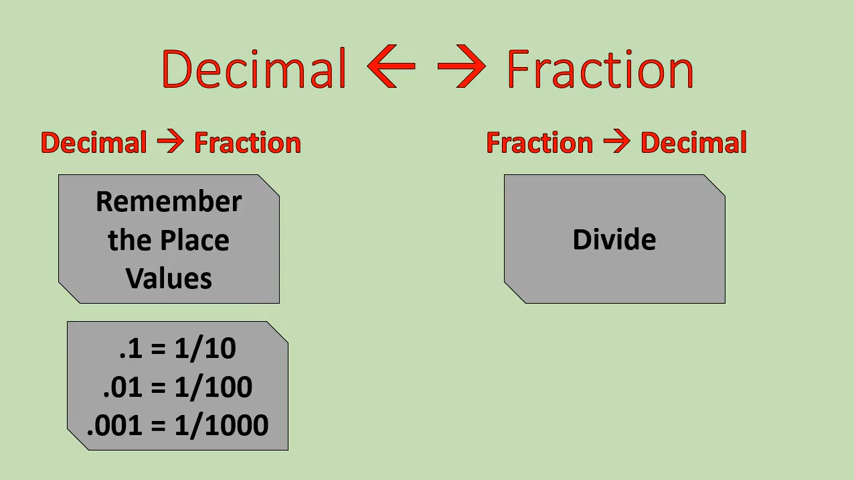 Decimal ← → Fraction
Decimal → Fraction
Fraction → Decimal
Remember
the Place
Values
Divide
.1 = 1/10
.01 = 1/100
.001 = 1/1000